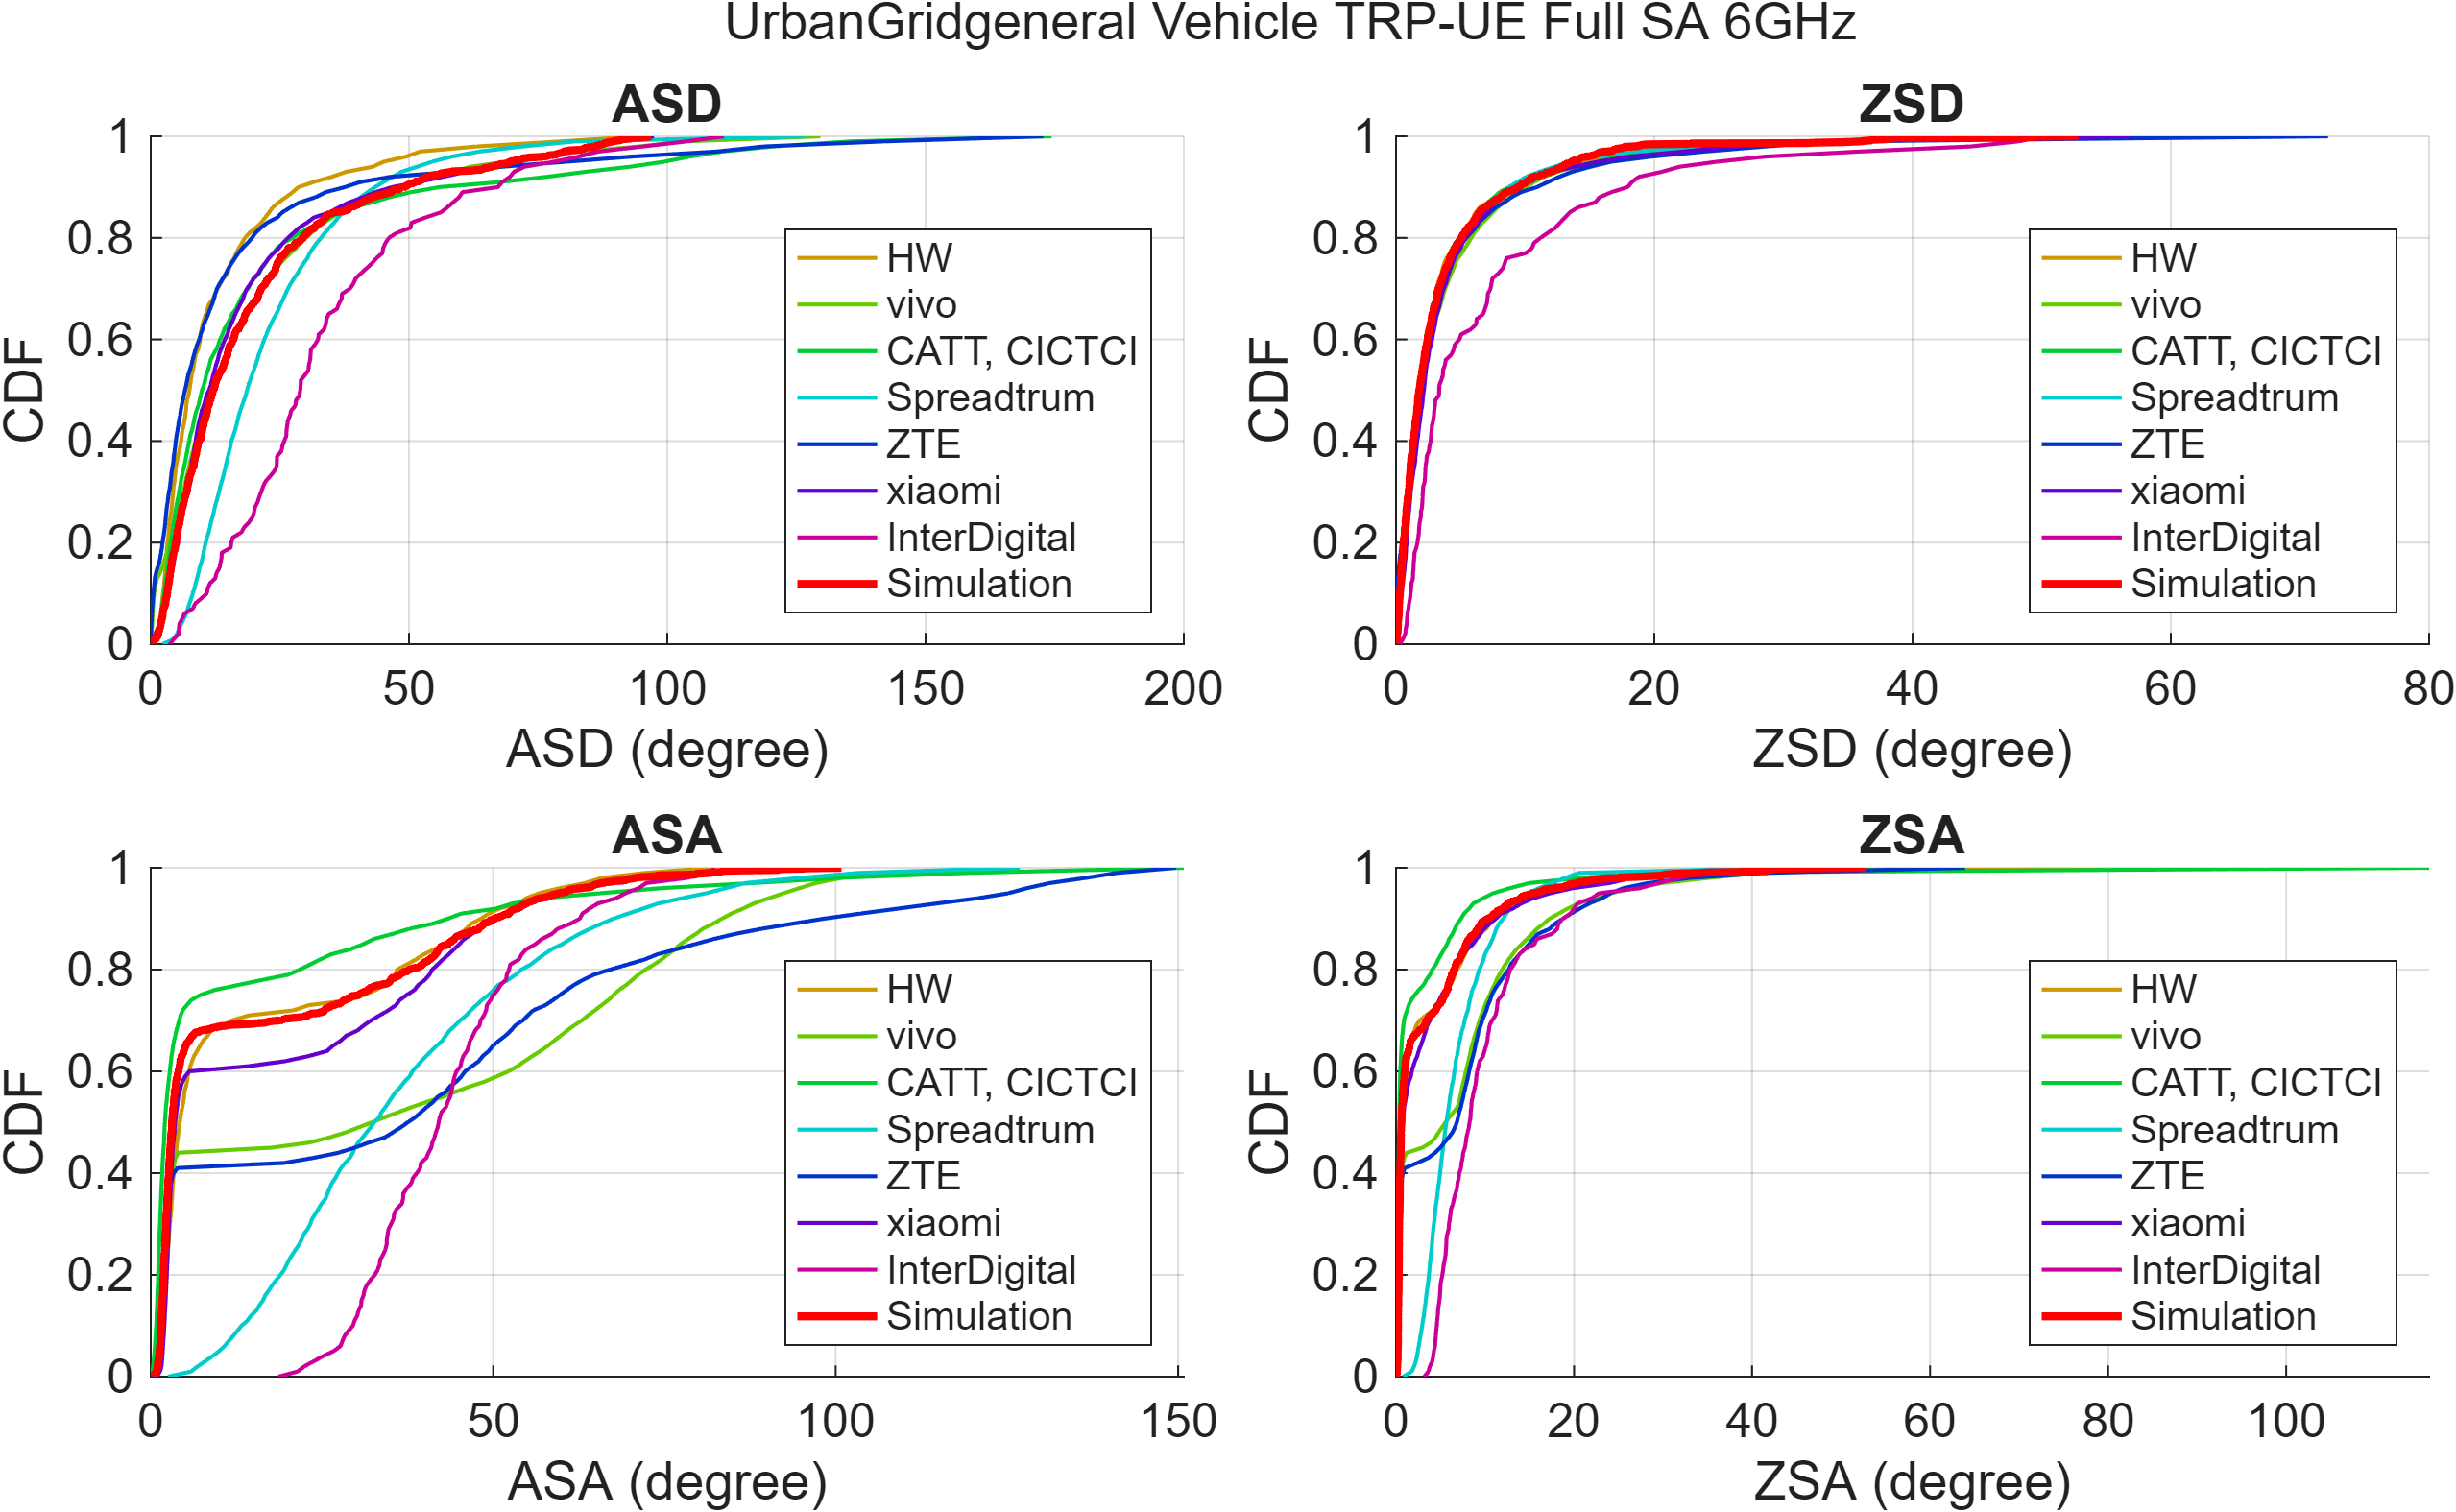 UrbanGridgeneral Vehicle TRP-UE Full SA 6GHz
ASD
CDF
1
0.8
0.6
0.4
0.2
0
0 50 100 150 200
ASD (degree)
HW
vivo
CATT, CICTCI
Spreadtrum
ZTE
xiaomi
InterDigital
Simulation
ZSD
CDF
1
0.8
0.6
0.4
0.2
0
0 20 40 60 80
ZSD (degree)
HW
vivo
CATT, CICTCI
Spreadtrum
ZTE
xiaomi
InterDigital
Simulation
ASA
CDF
1
0.8
0.6
0.4
0.2
0
0 50 100 150
ASA (degree)
HW
vivo
CATT, CICTCI
Spreadtrum
ZTE
xiaomi
InterDigital
Simulation
ZSA
CDF
1
0.8
0.6
0.4
0.2
0
0 20 40 60 80 100
ZSA (degree)
HW
vivo
CATT, CICTCI
Spreadtrum
ZTE
xiaomi
InterDigital
Simulation